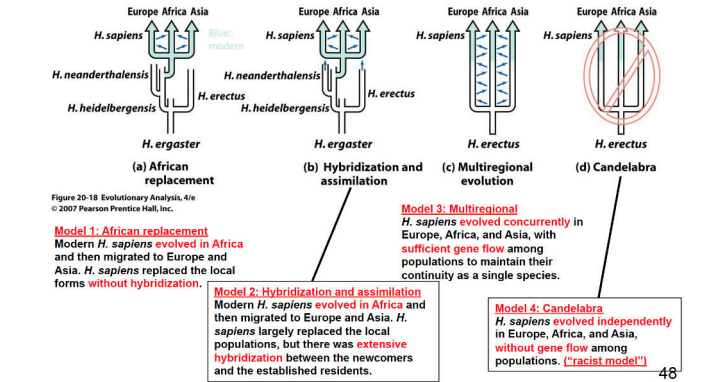 Europe Africa Asia
H. sapiens
Blue:
modern
H. neanderthalensis
H. erectus
H. heidelbergensis
H. ergaster
(a) African
replacement
Europe Africa Asia
H. sapiens
H. neanderthalensis
H. erectus
H. heidelbergensis
H. ergaster
(b) Hybridization and
assimilation
Europe Africa Asia
H. sapiens
H. erectus
(c) Multiregional
evolution
Europe Africa Asia
H. sapiens
H. erectus
(d) Candelabra
Figure 20-18 Evolutionary Analysis, 4/e
© 2007 Pearson Prentice Hall, Inc.
Model 1: African replacement
Modern H. sapiens evolved in Africa
and then migrated to Europe and
Asia. H. sapiens replaced the local
forms without hybridization.
Model 2: Hybridization and assimilation
Modern H. sapiens evolved in Africa and
then migrated to Europe and Asia. H.
sapiens largely replaced the local
populations, but there was extensive
hybridization between the newcomers
and the established residents.
Model 3: Multiregional
H. sapiens evolved concurrently in
Europe, Africa, and Asia, with
sufficient gene flow among
populations to maintain their
continuity as a single species.
Model 4: Candelabra
H. sapiens evolved independently
in Europe, Africa, and Asia,
without gene flow among
populations. ("racist model")
48